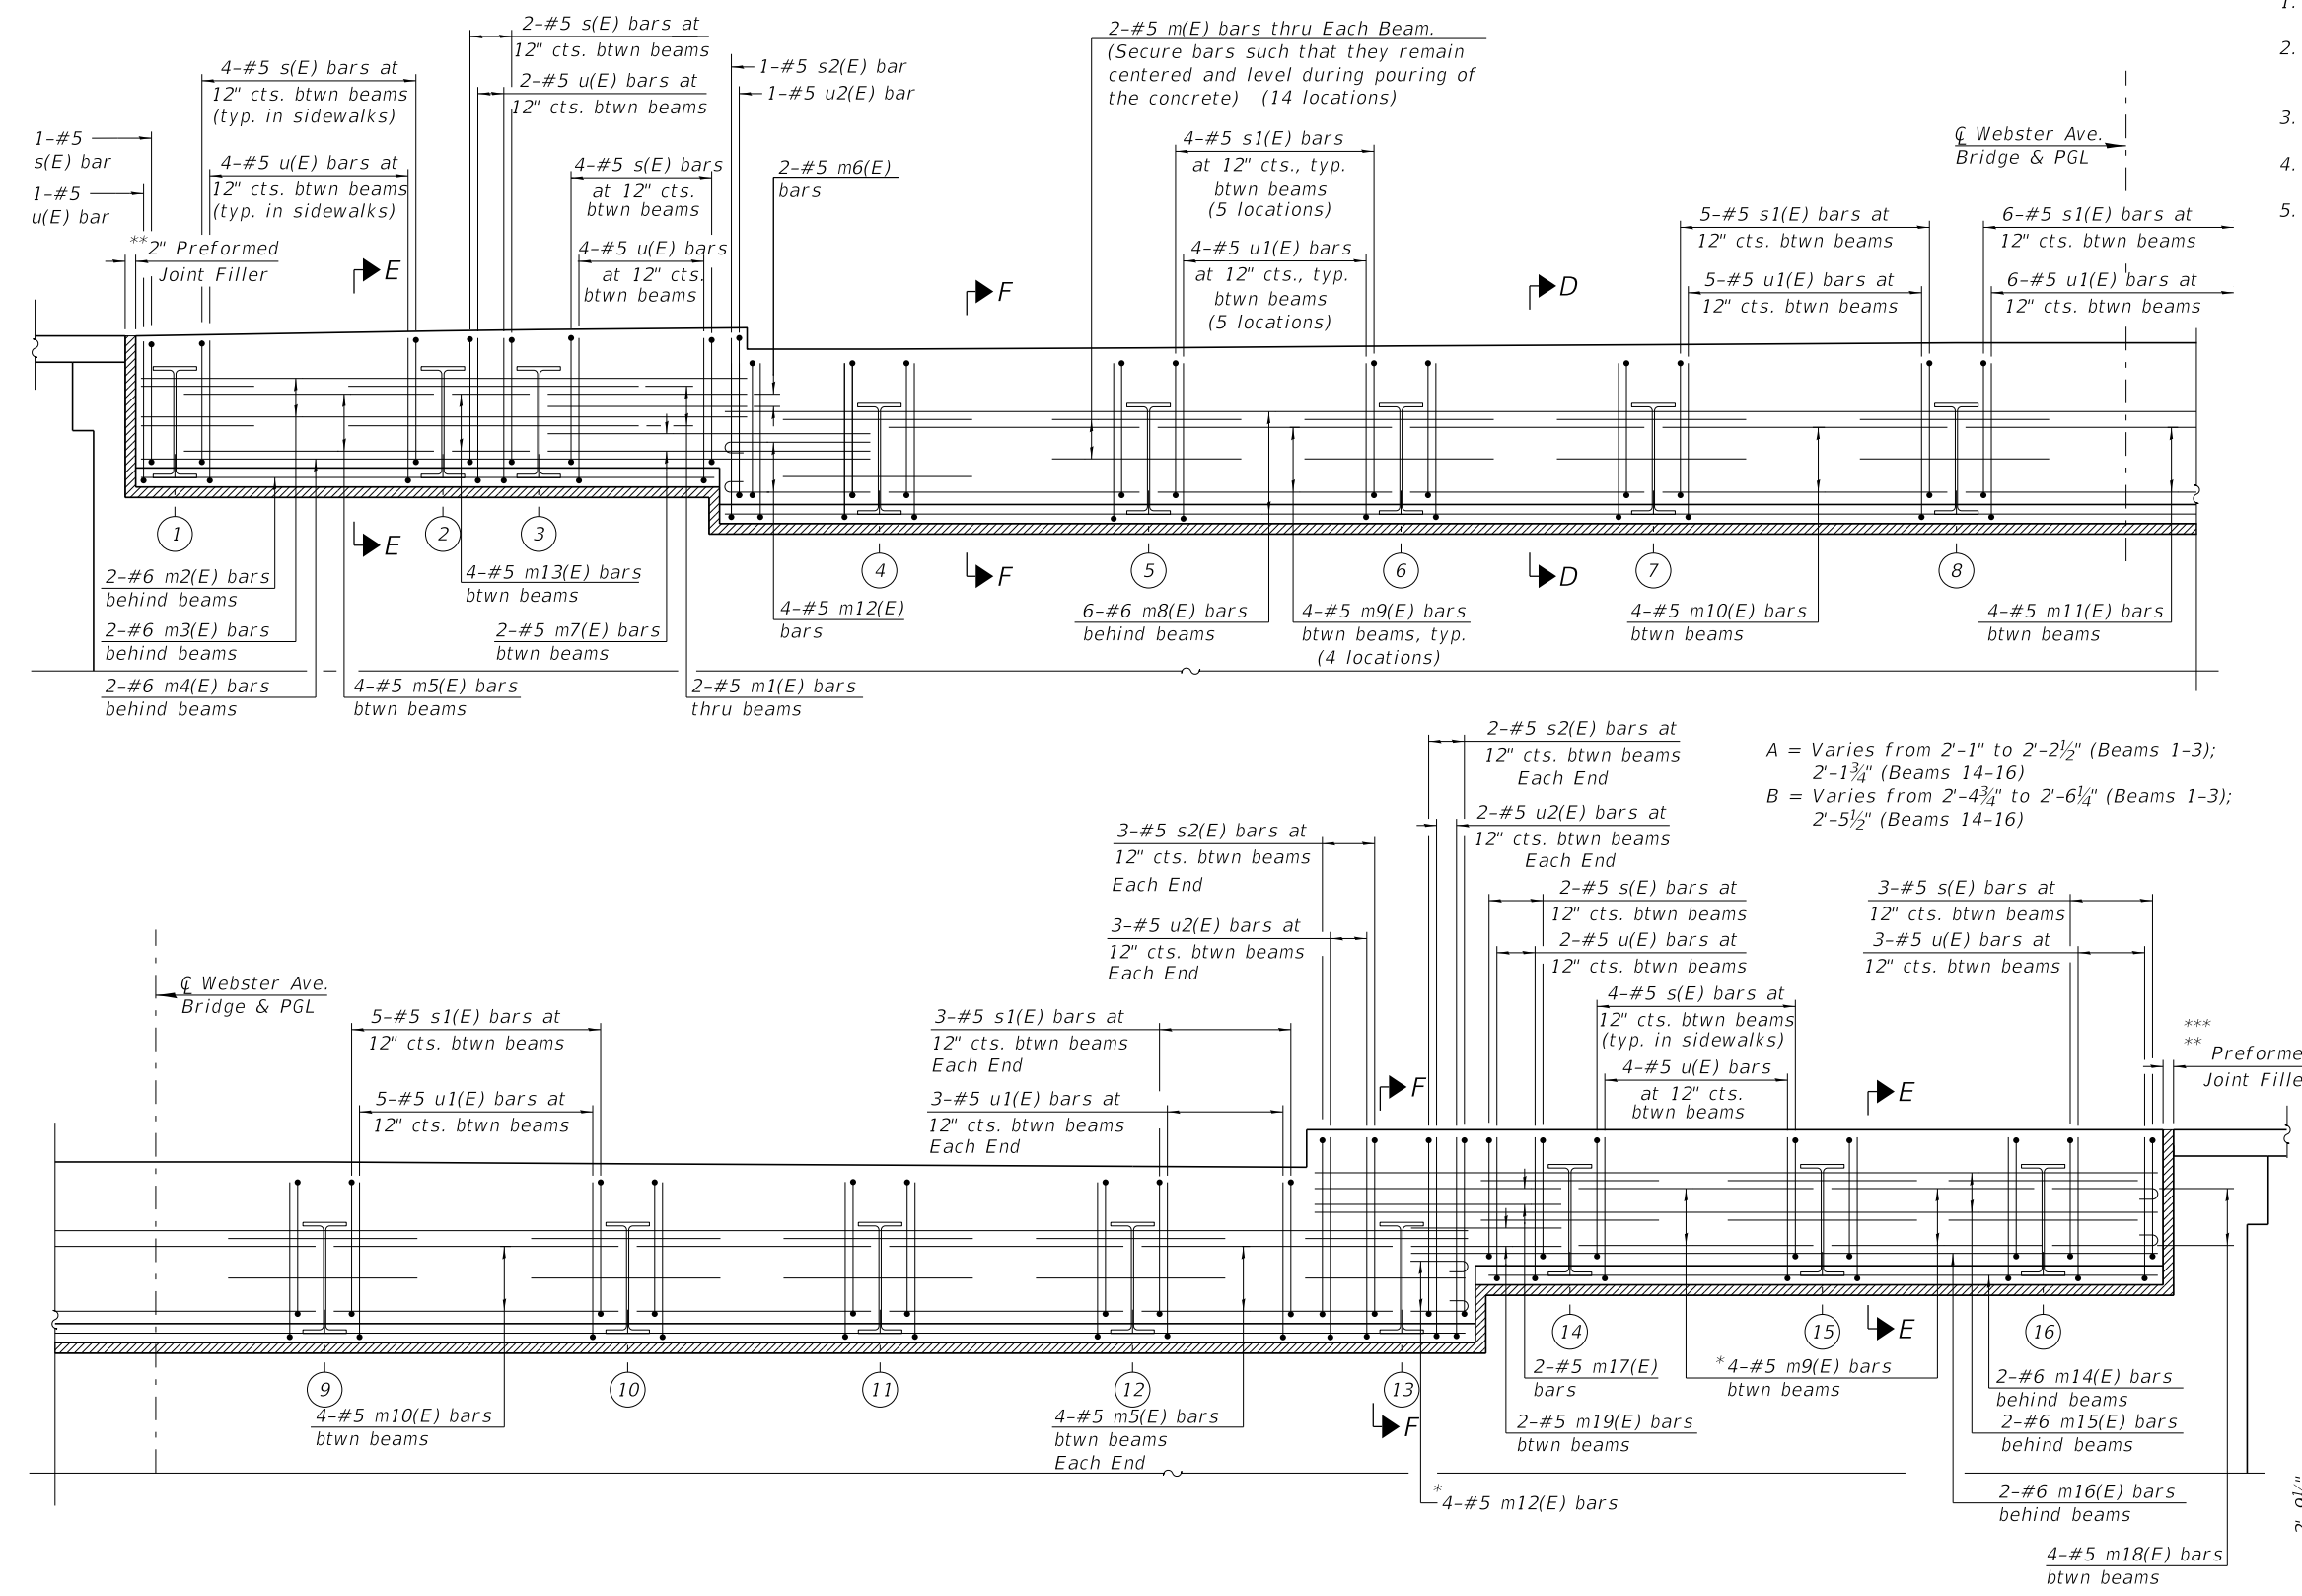 2-#5 s(E) bars at
12" cts. btwn beams
4-#5 s(E) bars at
12" cts. btwn beams
(typ. in sidewalks)
2-#5 u(E) bars at
12" cts. btwn beams
1-#5 s2(E) bar
1-#5 u2(E) bar
2-#5 m(E) bars thru Each Beam.
(Secure bars such that they remain
centered and level during pouring of
the concrete) (14 locations)
1.
2.
3.
4.
5.
1-#5
s(E) bar
1-#5
u(E) bar
4-#5 u(E) bars at
12" cts. btwn beams
(typ. in sidewalks)
4-#5 s(E) bars
at 12" cts.
btwn beams
2-#5 m6(E)
bars
4-#5 s1(E) bars
at 12" cts., typ.
btwn beams
(5 locations)
℄ Webster Ave.
Bridge & PGL
**2" Preformed
Joint Filler
E
4-#5 u(E) bars
at 12" cts.
btwn beams
F
4-#5 u1(E) bars
at 12" cts., typ.
btwn beams
(5 locations)
D
5-#5 s1(E) bars at
12" cts. btwn beams
6-#5 s1(E) bars at
12" cts. btwn beams
5-#5 u1(E) bars at
12" cts. btwn beams
6-#5 u1(E) bars at
12" cts. btwn beams
1
2
3
4
5
6
7
8
E
F
D
2-#6 m2(E) bars
behind beams
4-#5 m13(E) bars
btwn beams
4-#5 m12(E)
bars
6-#6 m8(E) bars
behind beams
4-#5 m9(E) bars
btwn beams, typ.
(4 locations)
4-#5 m10(E) bars
btwn beams
4-#5 m11(E) bars
btwn beams
2-#6 m3(E) bars
behind beams
2-#5 m7(E) bars
btwn beams
2-#6 m4(E) bars
behind beams
4-#5 m5(E) bars
btwn beams
2-#5 m1(E) bars
thru beams
2-#5 s2(E) bars at
12" cts. btwn beams
Each End
A = Varies from 2'-1" to 2'-2½" (Beams 1-3);
2'-1¾" (Beams 14-16)
B = Varies from 2'-4¾" to 2'-6¼" (Beams 1-3);
2'-5½" (Beams 14-16)
3-#5 s2(E) bars at
12" cts. btwn beams
Each End
2-#5 u2(E) bars at
12" cts. btwn beams
Each End
3-#5 u2(E) bars at
12" cts. btwn beams
Each End
2-#5 s(E) bars at
12" cts. btwn beams
3-#5 s(E) bars at
12" cts. btwn beams
2-#5 u(E) bars at
12" cts. btwn beams
3-#5 u(E) bars at
12" cts. btwn beams
℄ Webster Ave.
Bridge & PGL
5-#5 s1(E) bars at
12" cts. btwn beams
3-#5 s1(E) bars at
12" cts. btwn beams
Each End
4-#5 s(E) bars at
12" cts. btwn beams
(typ. in sidewalks)
***
** Preforme
Joint Fille
5-#5 u1(E) bars at
12" cts. btwn beams
3-#5 u1(E) bars at
12" cts. btwn beams
Each End
F
4-#5 u(E) bars
at 12" cts.
btwn beams
E
9
10
11
12
13
14
15
16
E
F
4-#5 m10(E) bars
btwn beams
4-#5 m5(E) bars
btwn beams
Each End
*4-#5 m12(E) bars
2-#5 m17(E)
bars
2-#5 m19(E) bars
btwn beams
*4-#5 m9(E) bars
btwn beams
2-#6 m14(E) bars
behind beams
2-#6 m15(E) bars
behind beams
2-#6 m16(E) bars
behind beams
4-#5 m18(E) bars
btwn beams